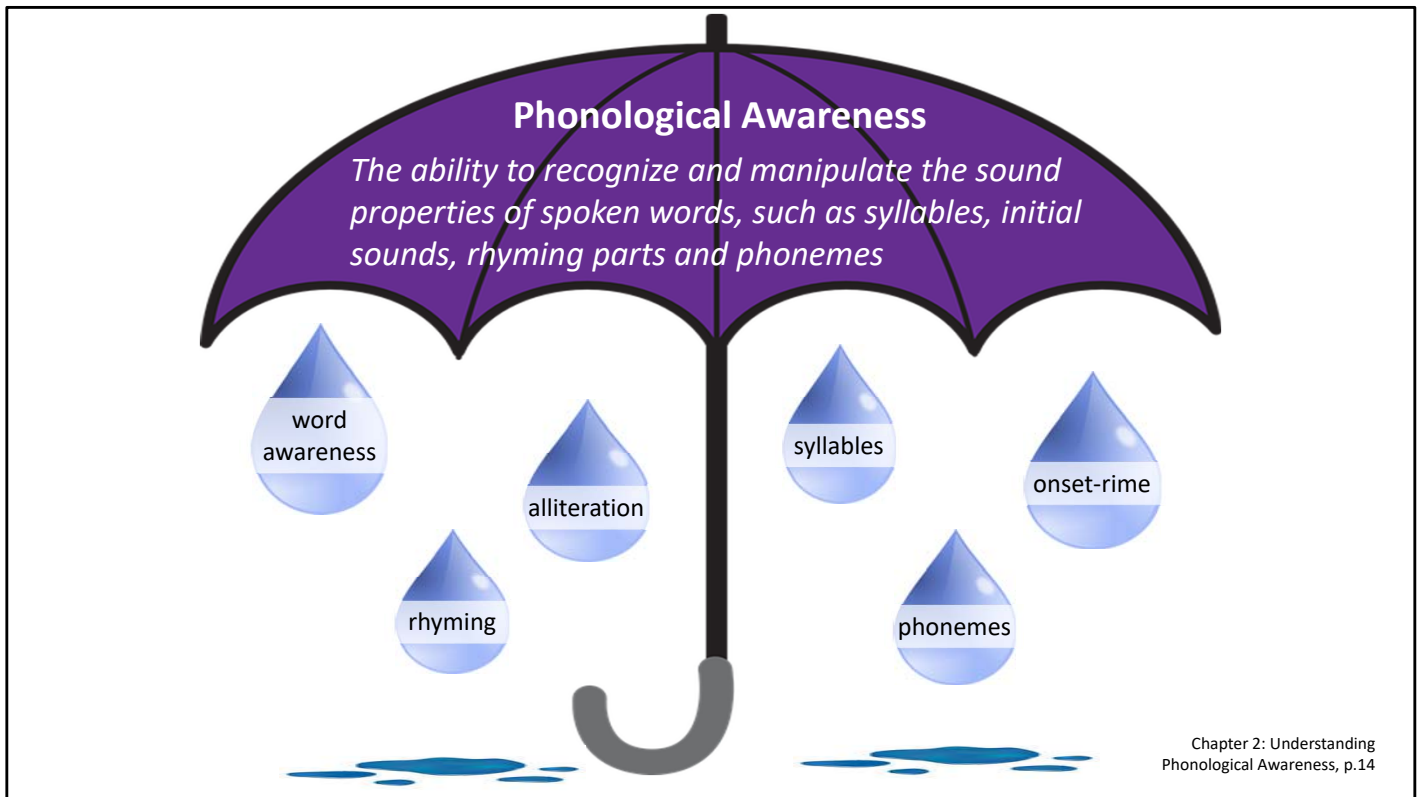 Phonological Awareness
The ability to recognize and manipulate the sound
properties of spoken words, such as syllables, initial
sounds, rhyming parts and phonemes
word
awareness
alliteration
rhyming
syllables
onset-rime
phonemes
Chapter 2: Understanding
Phonological Awareness, p.14